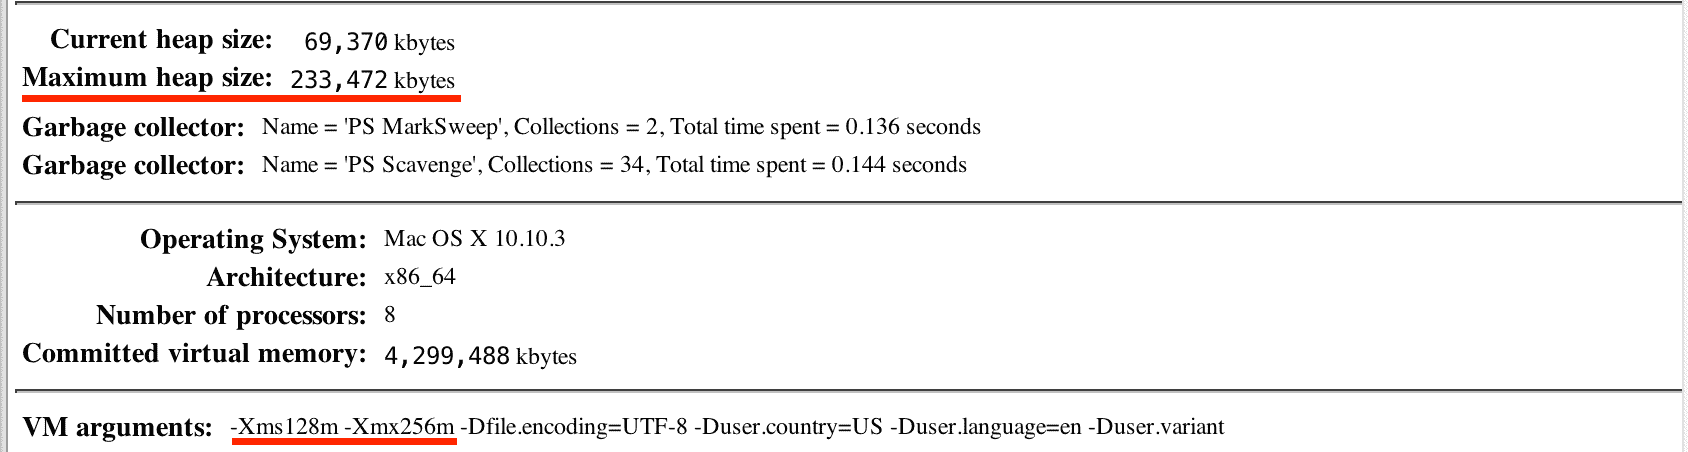 Current heap size: 69,370 kbytes
Maximum heap size: 233,472 kbytes
Garbage collector: Name = 'PS MarkSweep', Collections = 2, Total time spent = 0.136 seconds
Garbage collector: Name = 'PS Scavenge', Collections = 34, Total time spent = 0.144 seconds
Operating System: Mac OS X 10.10.3
Architecture: x86_64
Number of processors: 8
Committed virtual memory: 4,299,488 kbytes
VM arguments: -Xms128m -Xmx256m -Dfile.encoding=UTF-8 -Duser.country=US -Duser.language=en -Duser.variant